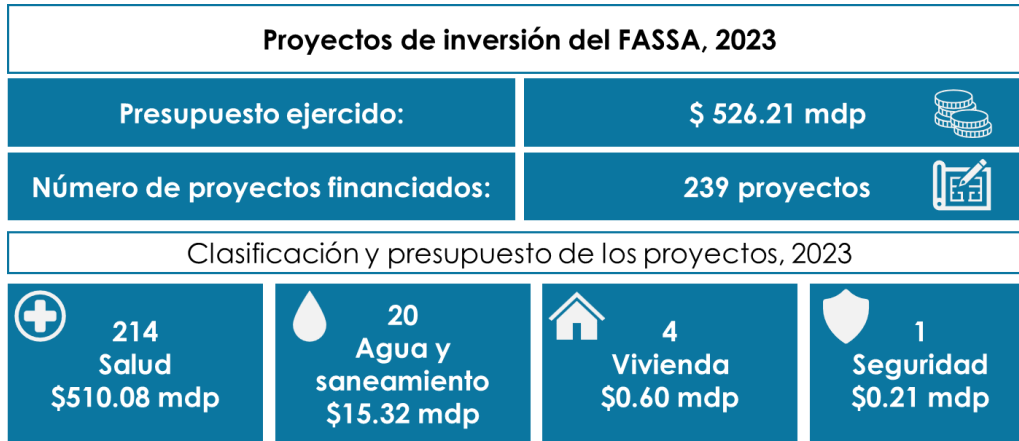 Proyectos de inversión del FASSA, 2023
Presupuesto ejercido:
$ 526.21 mdp
Número de proyectos financiados:
239 proyectos
Clasificación y presupuesto de los proyectos, 2023
214
Salud
$510.08 mdp
20
Agua y
saneamiento
$15.32 mdp
4
Vivienda
$0.60 mdp
1
Seguridad
$0.21 mdp